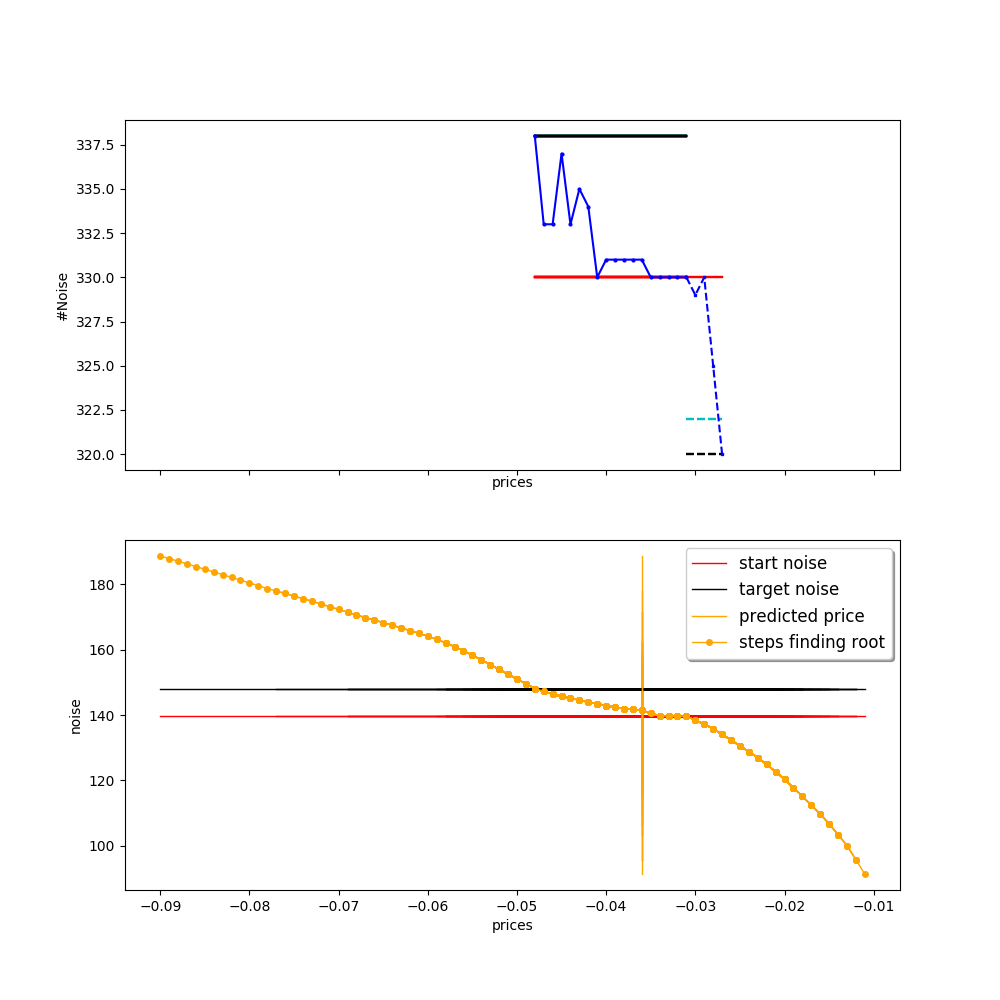 337.5
335.0
332.5
330.0
327.5
325.0
322.5
320.0
#Noise
prices
180
160
140
120
100
noise
start noise
target noise
predicted price
steps finding root
−0.09 −0.08 −0.07 −0.06 −0.05 −0.04 −0.03 −0.02 −0.01
prices